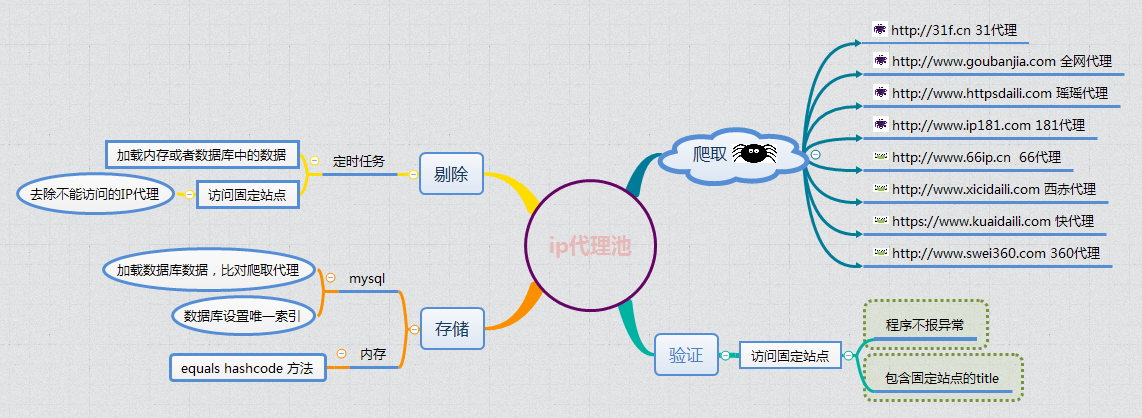 ip代理池
爬取
http://31f.cn 31代理
http://www.goubanjia.com 全网代理
http://www.httpsdaili.com 瑶瑶代理
http://www.ip181.com 181代理
http://www.66ip.cn  66代理
http://www.xicidaili.com 西赤代理
https://www.kuaidaili.com 快代理
http://www.swei360.com 360代理
验证
访问固定站点
程序不报异常
包含固定站点的title
剔除
定时任务
加载内存或者数据库中的数据
访问固定站点
去除不能访问的IP代理
存储
mysql
加载数据库数据，比对爬取代理
数据库设置唯一索引
内存
equals hashcode 方法